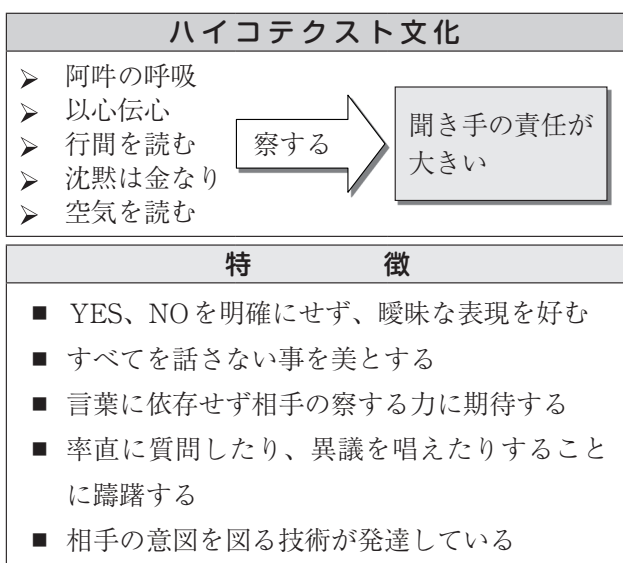 ハイコテクスト文化
➢ 阿吽の呼吸
➢ 以心伝心
➢ 行間を読む
➢ 沈黙は金なり
➢ 空気を読む
察する
聞き手の責任が
大きい
特 徴
■ YES、NOを明確にせず、曖昧な表現を好む
■ すべてを話さない事を美とする
■ 言葉に依存せず相手の察する力に期待する
■ 率直に質問したり、異議を唱えたりすること
に躊躇する
■ 相手の意図を図る技術が発達している